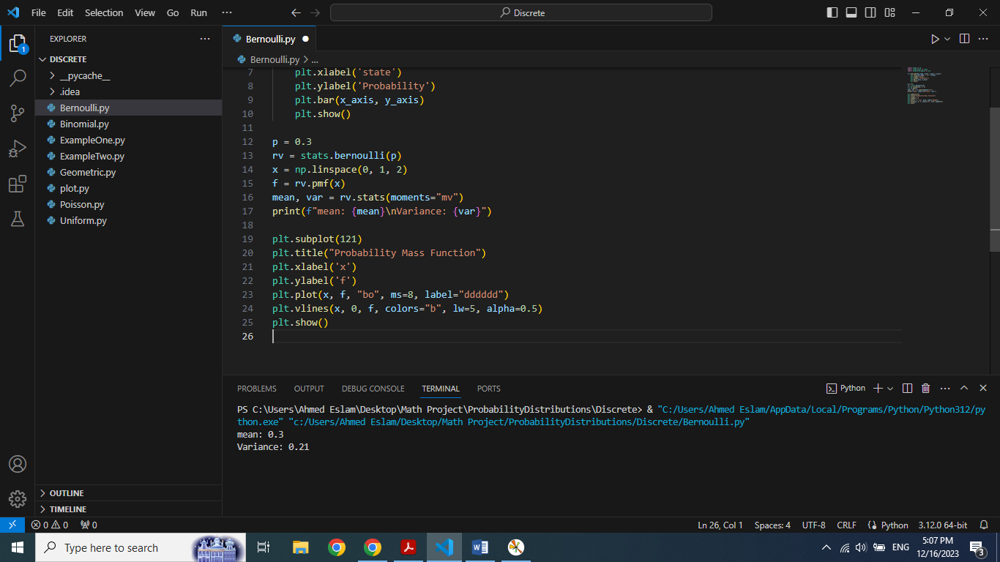 File Edit Selection View Go Run ··· Discrete
EXPLORER ···
DISCRETE
__pycache__
.idea
Bernoulli.py
Binomial.py
ExampleOne.py
ExampleTwo.py
Geometric.py
plot.py
Poisson.py
Uniform.py
OUTLINE
TIMELINE
1
Bernoulli.py
Bernoulli.py > ...
7 plt.xlabel('state')
8 plt.ylabel('Probability')
9 plt.bar(x_axis, y_axis)
10 plt.show()
11
12 p = 0.3
13 rv = stats.bernoulli(p)
14 x = np.linspace(0, 1, 2)
15 f = rv.pmf(x)
16 mean, var = rv.stats(moments="mv")
17 print(f"mean: {mean}\nVariance: {var}")
18
19 plt.subplot(121)
20 plt.title("Probability Mass Function")
21 plt.xlabel('x')
22 plt.ylabel('f')
23 plt.plot(x, f, "bo", ms=8, label="dddddd")
24 plt.vlines(x, 0, f, colors="b", lw=5, alpha=0.5)
25 plt.show()
26
PROBLEMS OUTPUT DEBUG CONSOLE TERMINAL PORTS Python
PS C:\Users\Ahmed Eslam\Desktop\Math Project\ProbabilityDistributions\Discrete> & "C:/Users/Ahmed Eslam/AppData/Local/Programs/Python/Python312/py
thon.exe" "c:/Users/Ahmed Eslam/Desktop/Math Project/ProbabilityDistributions/Discrete/Bernoulli.py"
mean: 0.3
Variance: 0.21
0 0 0 Ln 26, Col 1 Spaces: 4 UTF-8 CRLF Python 3.12.0 64-bit
Type here to search ENG 5:07 PM
12/16/2023 3